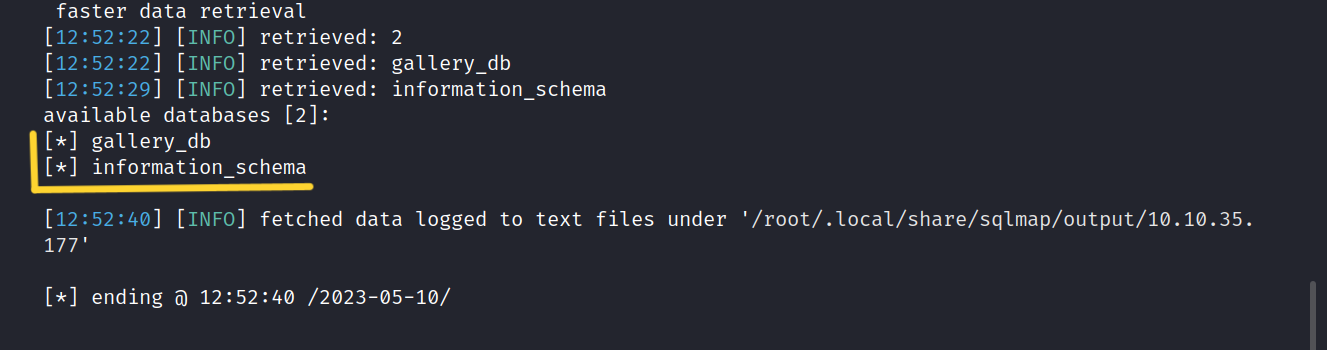 faster data retrieval
[12:52:22] [INFO] retrieved: 2
[12:52:22] [INFO] retrieved: gallery_db
[12:52:29] [INFO] retrieved: information_schema
available databases [2]:
[*] gallery_db
[*] information_schema
[12:52:40] [INFO] fetched data logged to text files under '/root/.local/share/sqlmap/output/10.10.35.
177'
[*] ending @ 12:52:40 /2023-05-10/